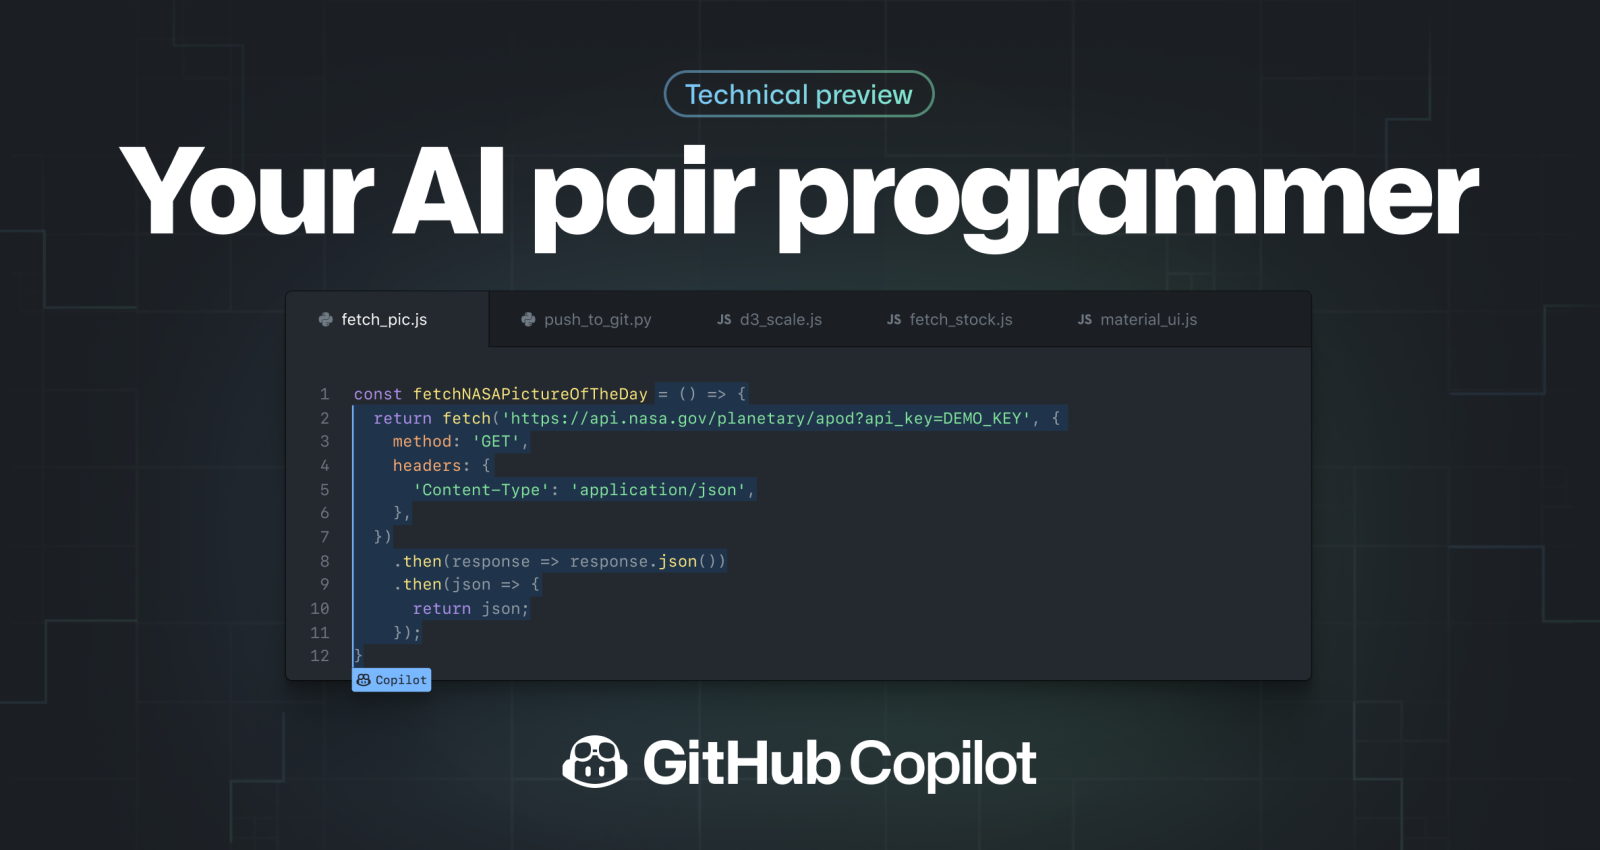 Technical preview
Your AI pair programmer
fetch_pic.js push_to_git.py JS d3_scale.js JS fetch_stock.js JS material_ui.js
1 const fetchNASAPictureOfTheDay = () => {
2 return fetch('https://api.nasa.gov/planetary/apod?api_key=DEMO_KEY', {
3 method: 'GET',
4 headers: {
5 'Content-Type': 'application/json',
6 },
7 })
8 .then(response => response.json())
9 .then(json => {
10 return json;
11 });
12 }
Copilot
GitHub Copilot